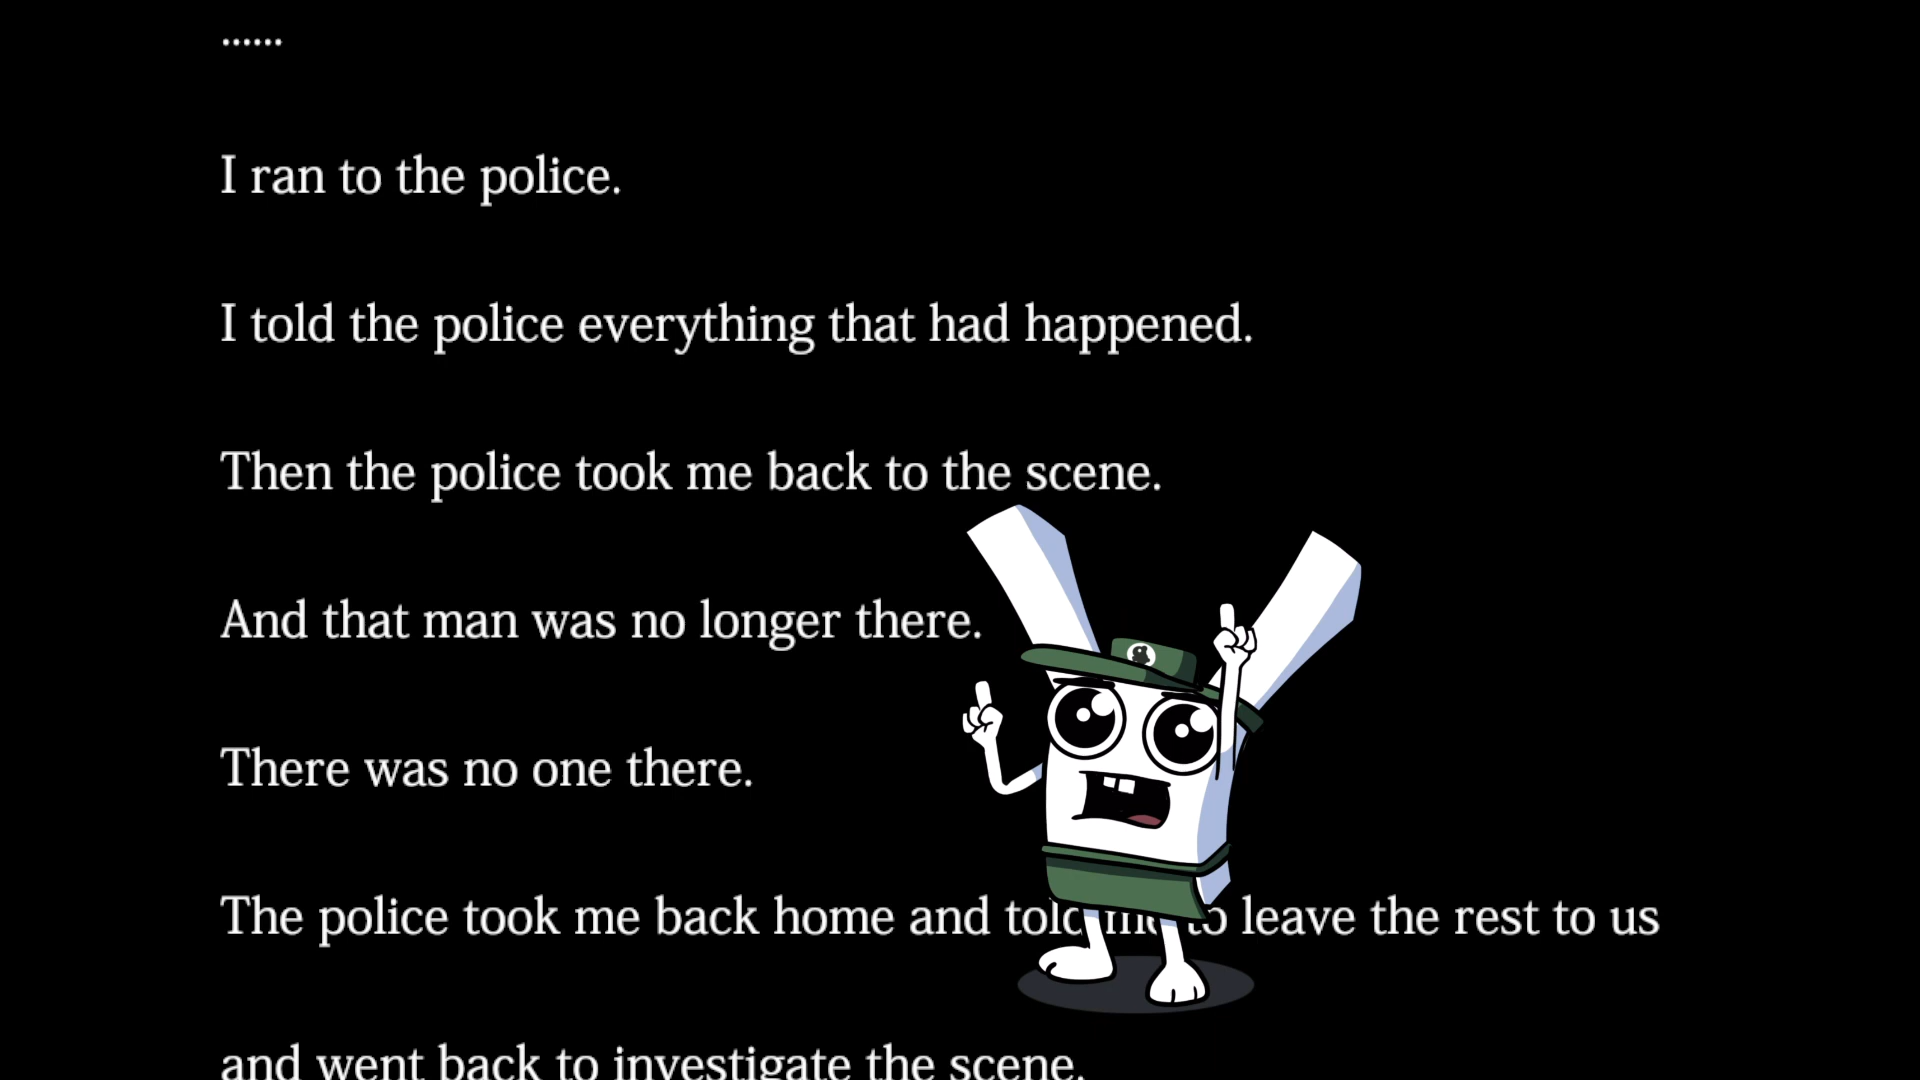 ......
I ran to the police.
I told the police everything that had happened.
Then the police took me back to the scene.
And that man was no longer there.
There was no one there.
The police took me back home and told me to leave the rest to us
and went back to investigate the scene.